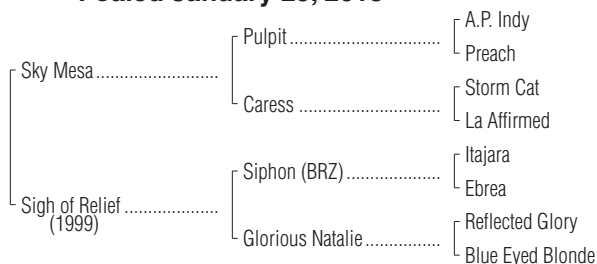 January
A.P. Indy
Pulpit
Preach
Sky Mesa
Storm Cat
Caress
La Affirmed
Itajara
Siphon (BRZ)
Ebrea
Sigh of Relief
(1999)
Reflected Glory
Glorious Natalie
Blue Eyed Blonde